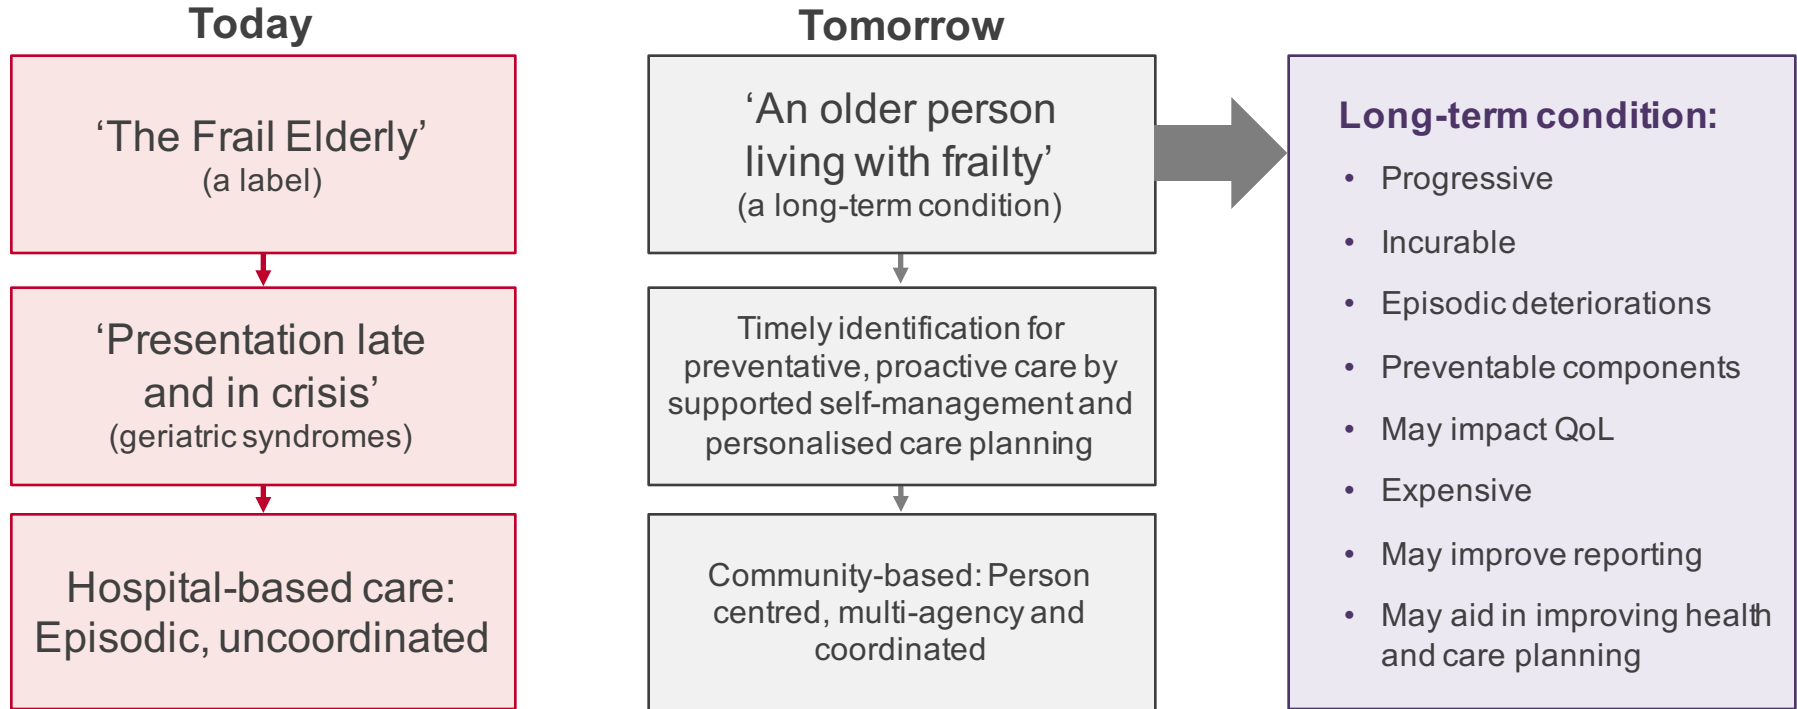 Today
‘The Frail Elderly’
(a label)
‘Presentation late
and in crisis’
(geriatric syndromes)
Hospital-based care:
Episodic, uncoordinated
Tomorrow
‘An older person
living with frailty’
(a long-term condition)
Timely identification for
preventative, proactive care by
supported self-management and
personalised care planning
Community-based: Person
centred, multi-agency and
coordinated
Long-term condition:
• Progressive
• Incurable
• Episodic deteriorations
• Preventable components
• May impact QoL
• Expensive
• May improve reporting
• May aid in improving health
and care planning